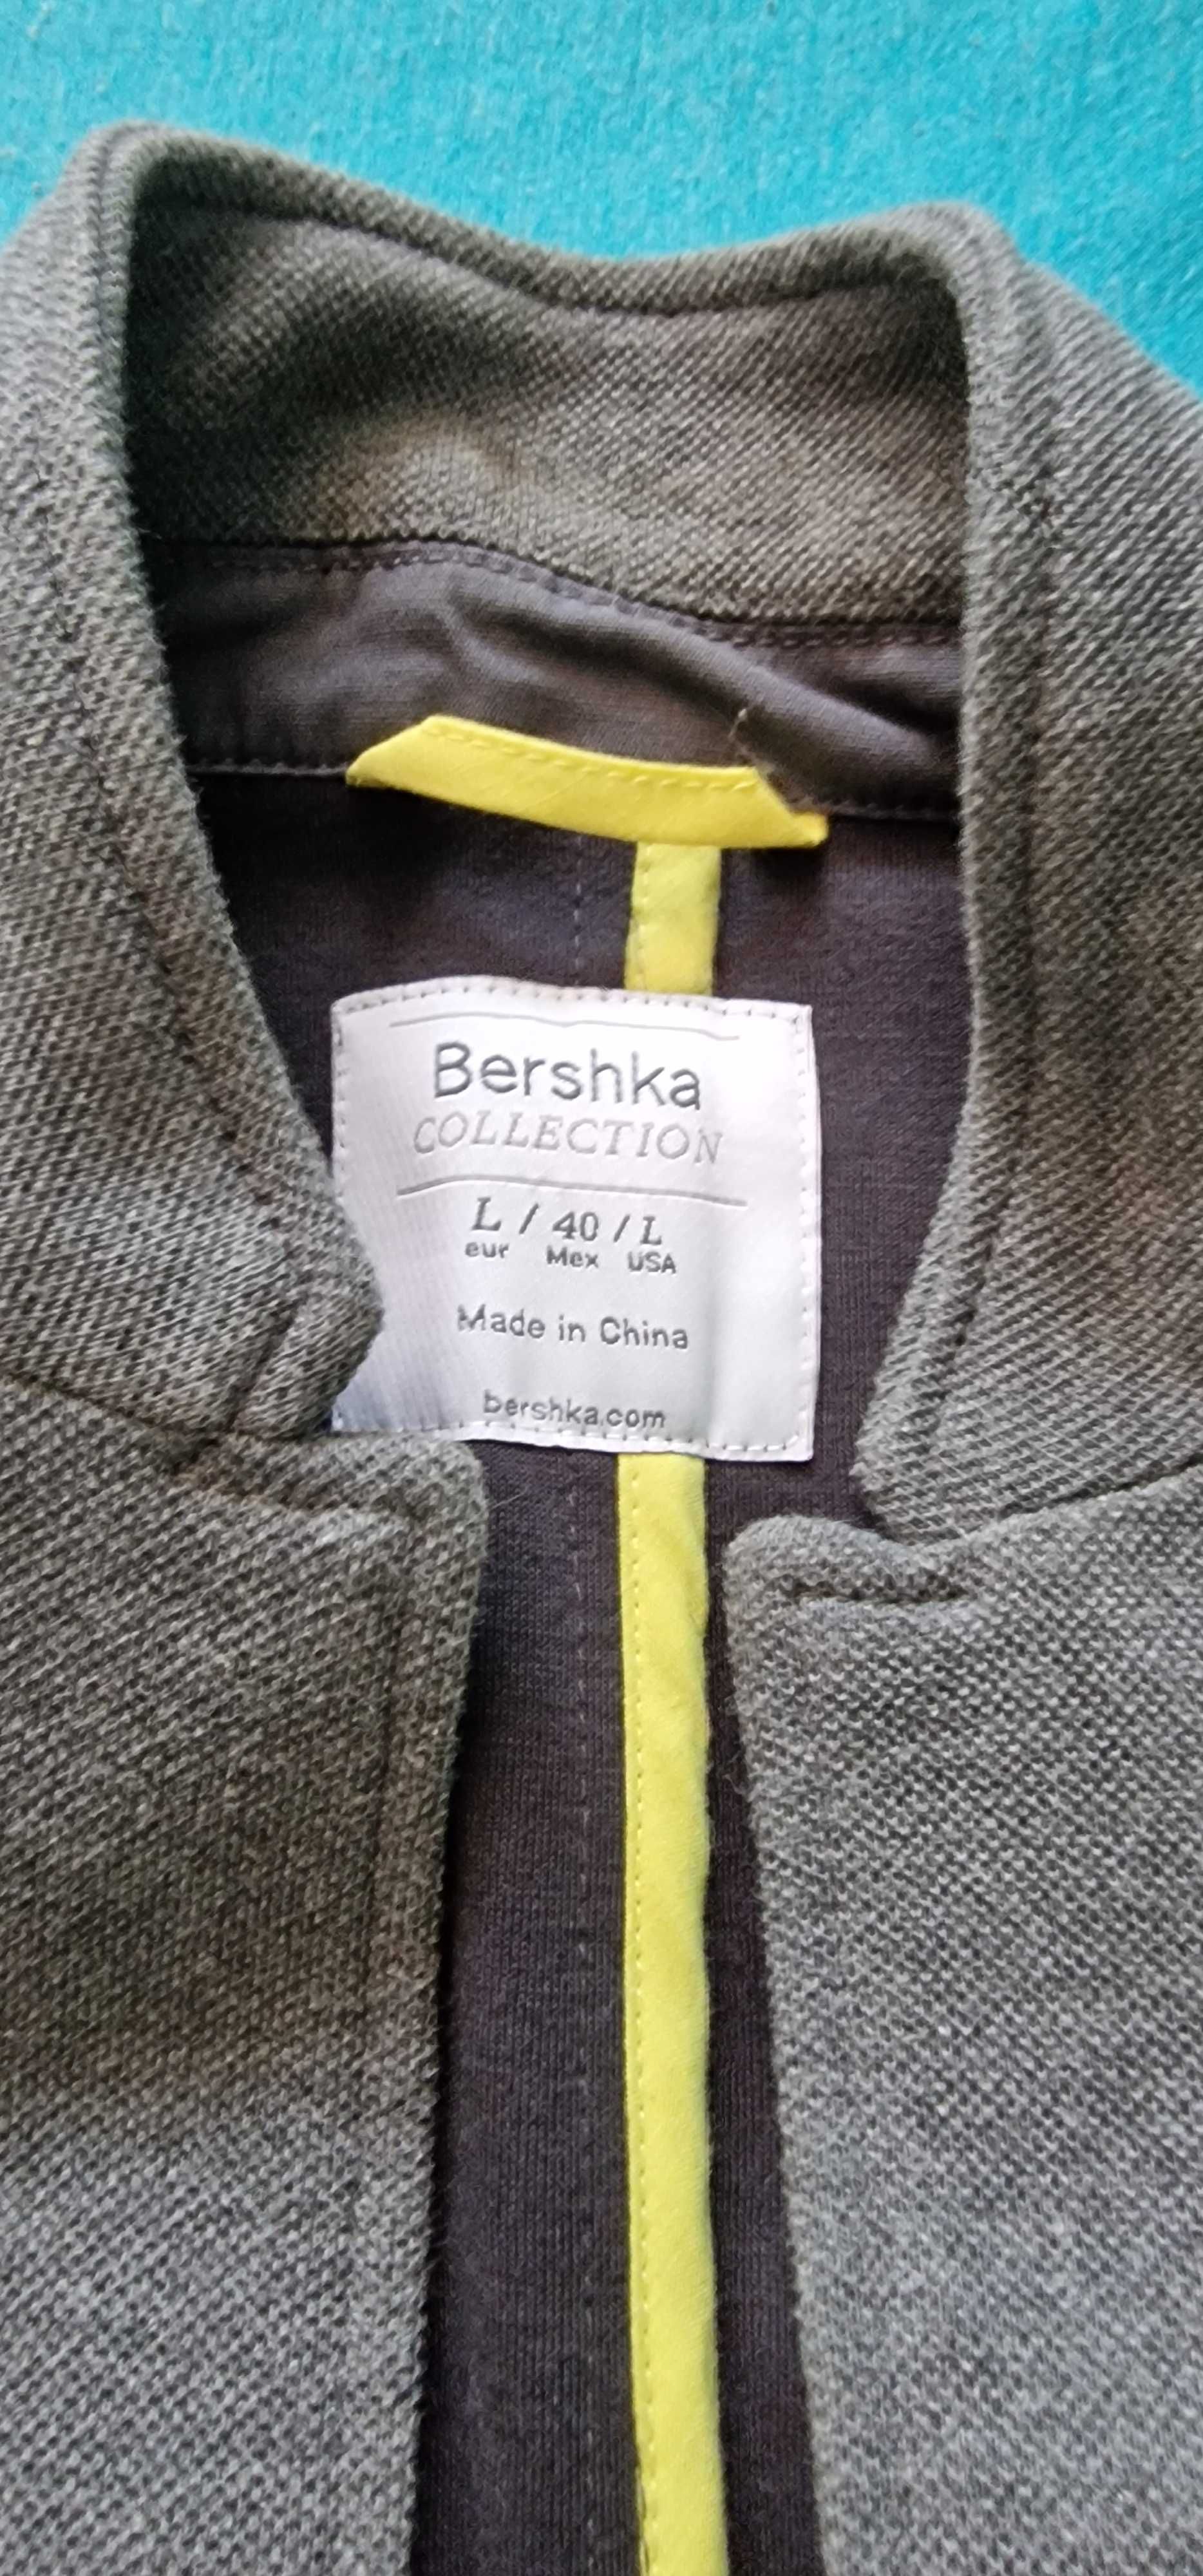 Bershka
COLLECTION
L / 40 / L
eur Mex USA
Made in China
bershka.com